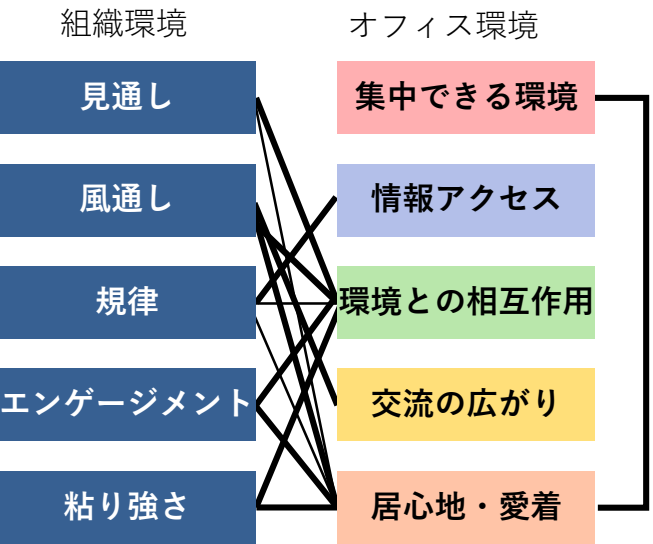 組織環境
オフィス環境
見通し
集中できる環境
風通し
情報アクセス
規律
環境との相互作用
エンゲージメント
交流の広がり
粘り強さ
居心地・愛着